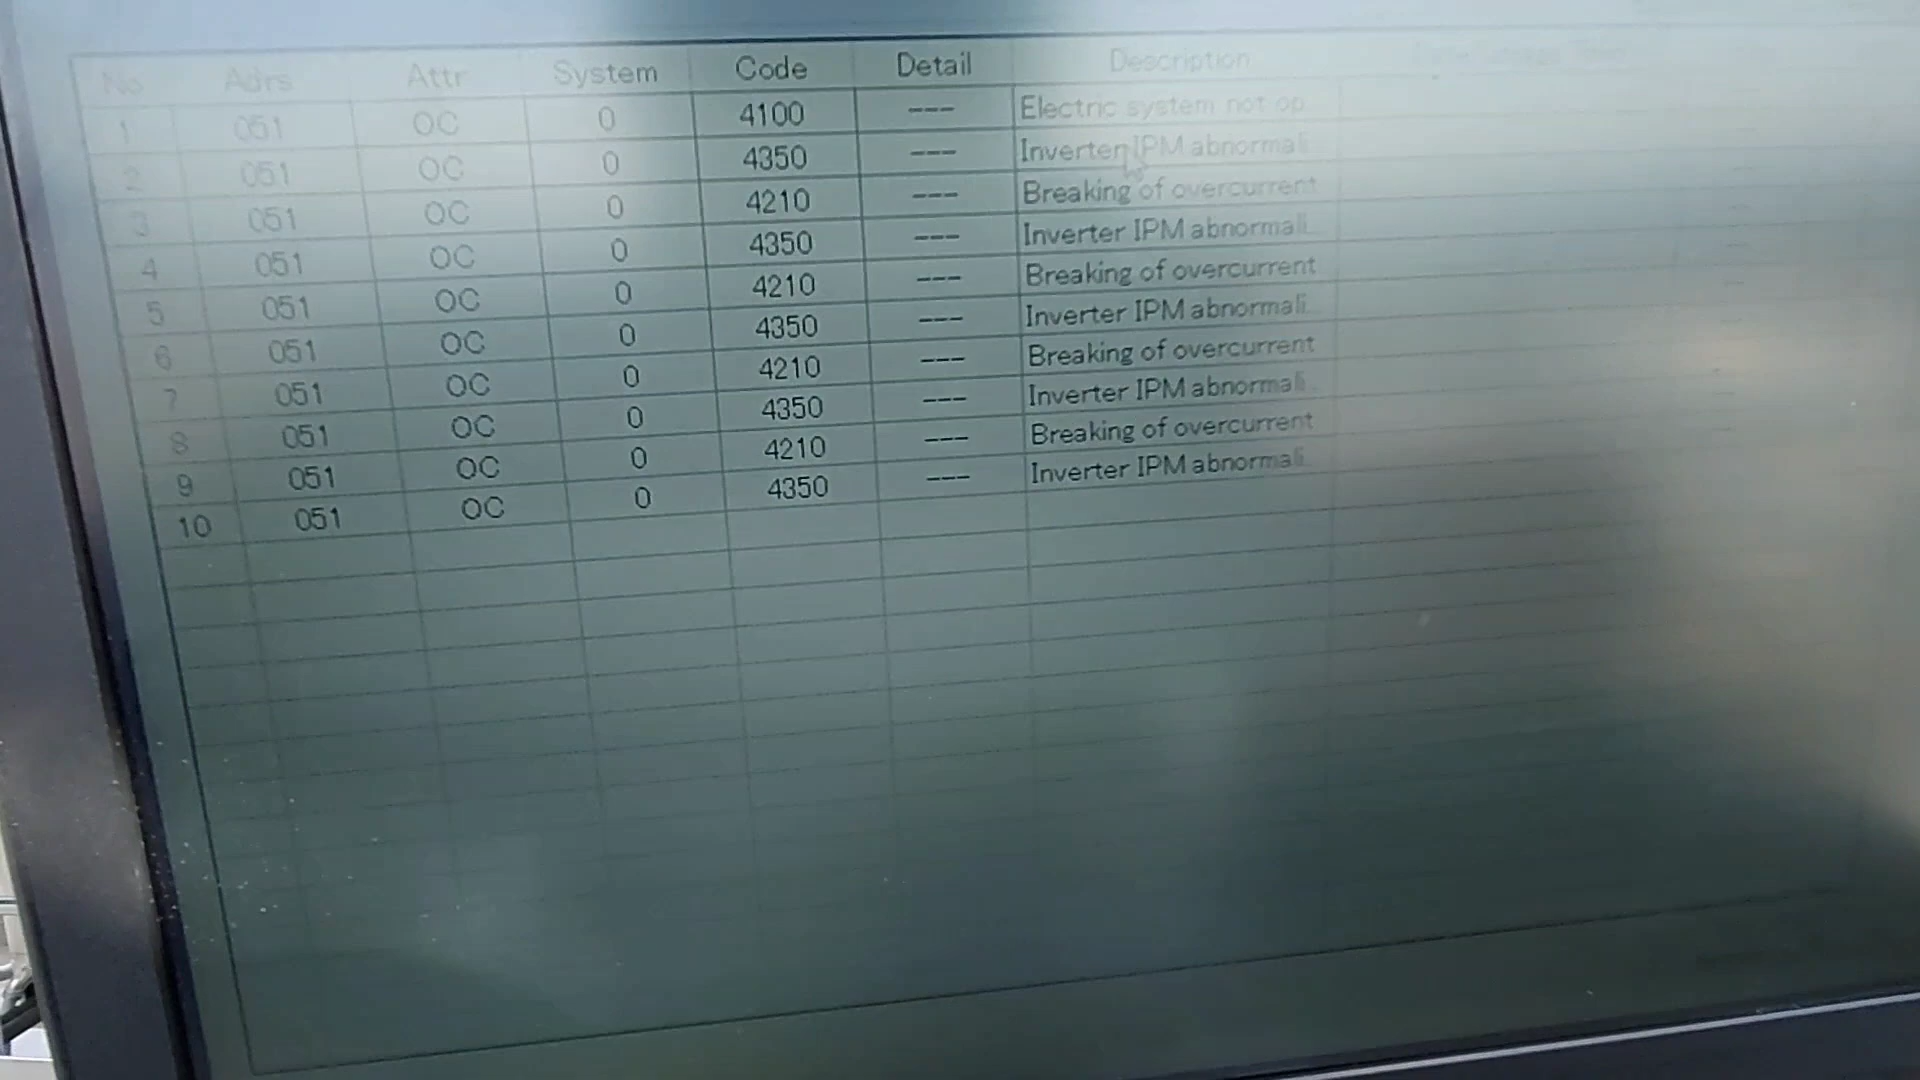 No Adrs Attr System Code Detail Description
1 051 OC 0 4100 --- Electric system not op
2 051 OC 0 4350 --- Inverter IPM abnormali
3 051 OC 0 4210 --- Breaking of overcurrent
4 051 OC 0 4350 --- Inverter IPM abnormali
5 051 OC 0 4210 --- Breaking of overcurrent
6 051 OC 0 4350 --- Inverter IPM abnormali
7 051 OC 0 4210 --- Breaking of overcurrent
8 051 OC 0 4350 --- Inverter IPM abnormali
9 051 OC 0 4210 --- Breaking of overcurrent
10 051 OC 0 4350 --- Inverter IPM abnormali